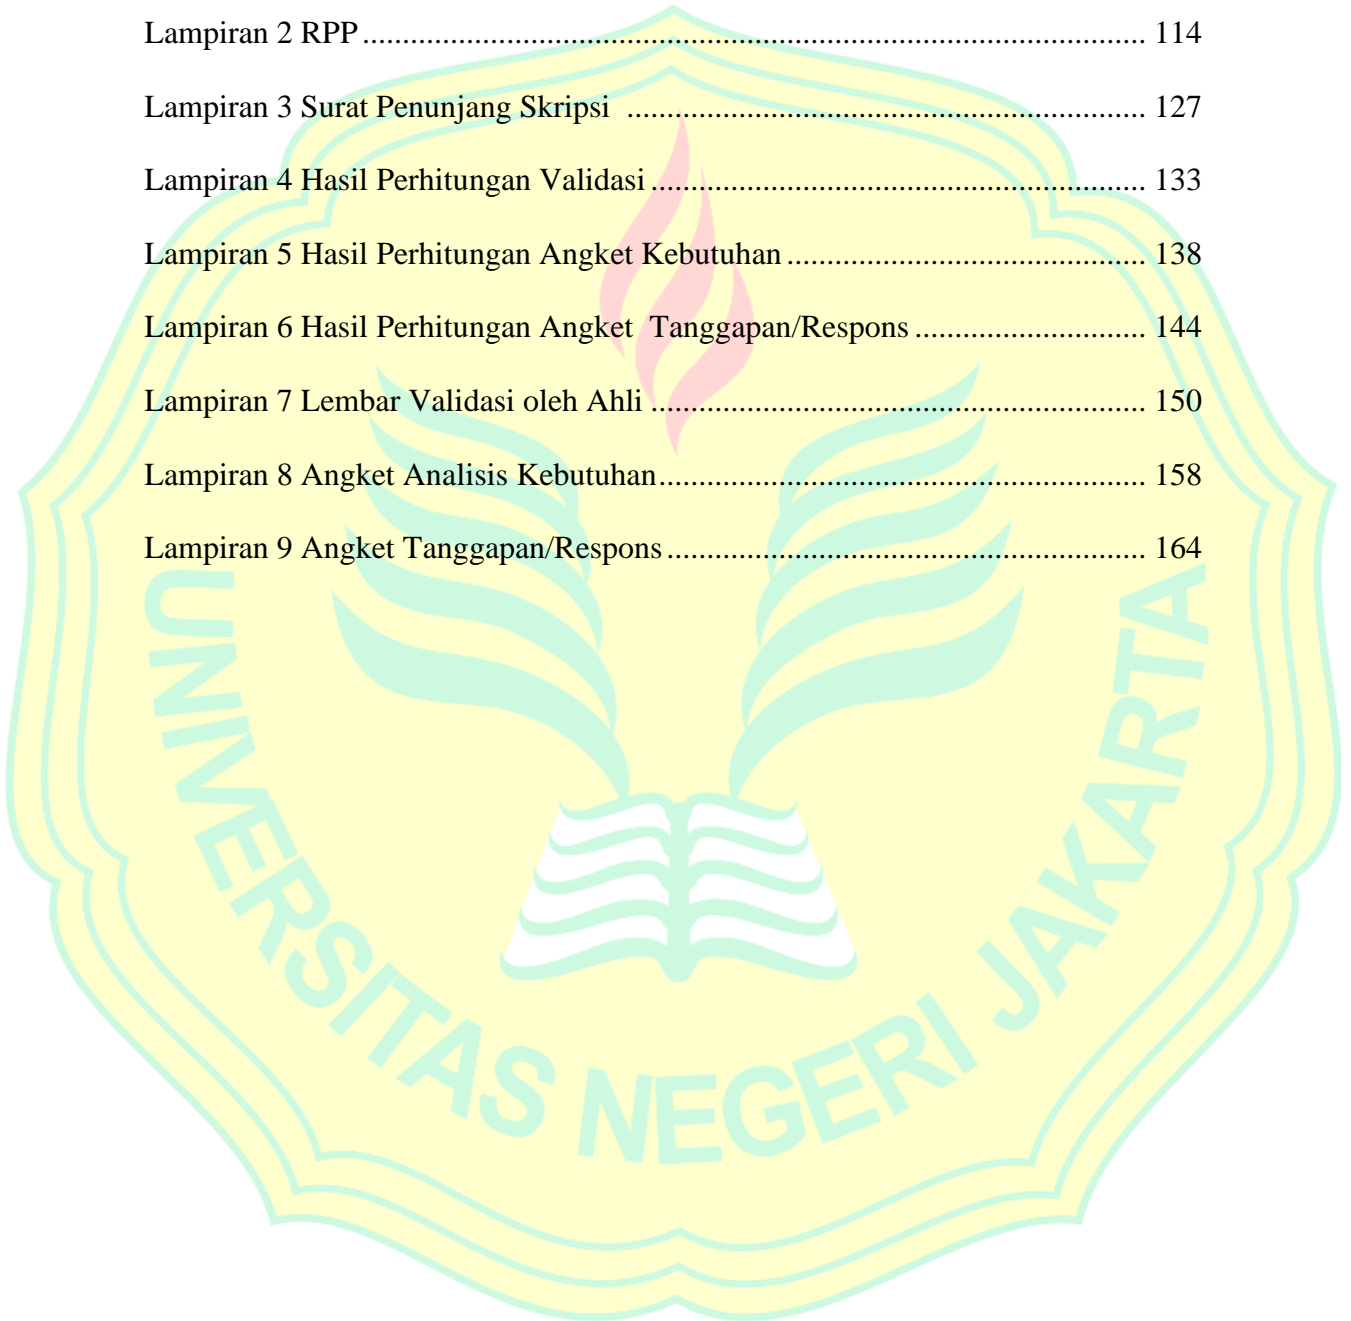 Lampiran 2 RPP ................................................................................... 114
Lampiran 3 Surat Penunjang Skripsi ....................................................... 127
Lampiran 4 Hasil Perhitungan Validasi .................................................... 133
Lampiran 5 Hasil Perhitungan Angket Kebutuhan ...................................... 138
Lampiran 6 Hasil Perhitungan Angket Tanggapan/Respons ......................... 144
Lampiran 7 Lembar Validasi oleh Ahli .................................................... 150
Lampiran 8 Angket Analisis Kebutuhan .................................................... 158
Lampiran 9 Angket Tanggapan/Respons ................................................... 164
UNIVERSITAS NEGERI JAKARTA